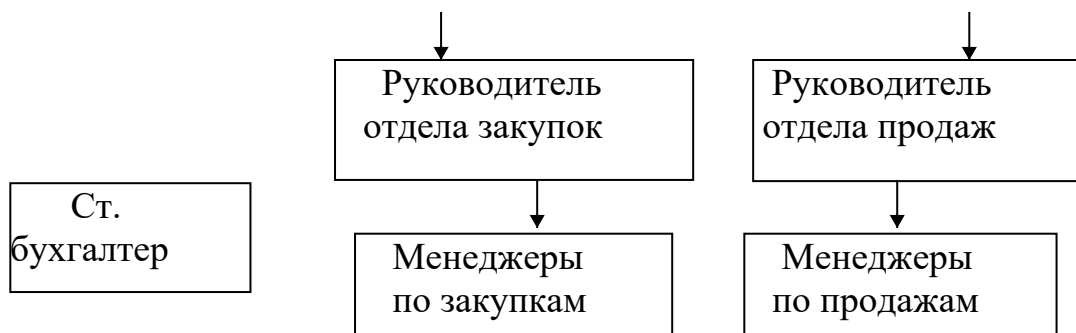 Руководитель
отдела закупок
Руководитель
отдела продаж
Ст.
бухгалтер
Менеджеры
по закупкам
Менеджеры
по продажам